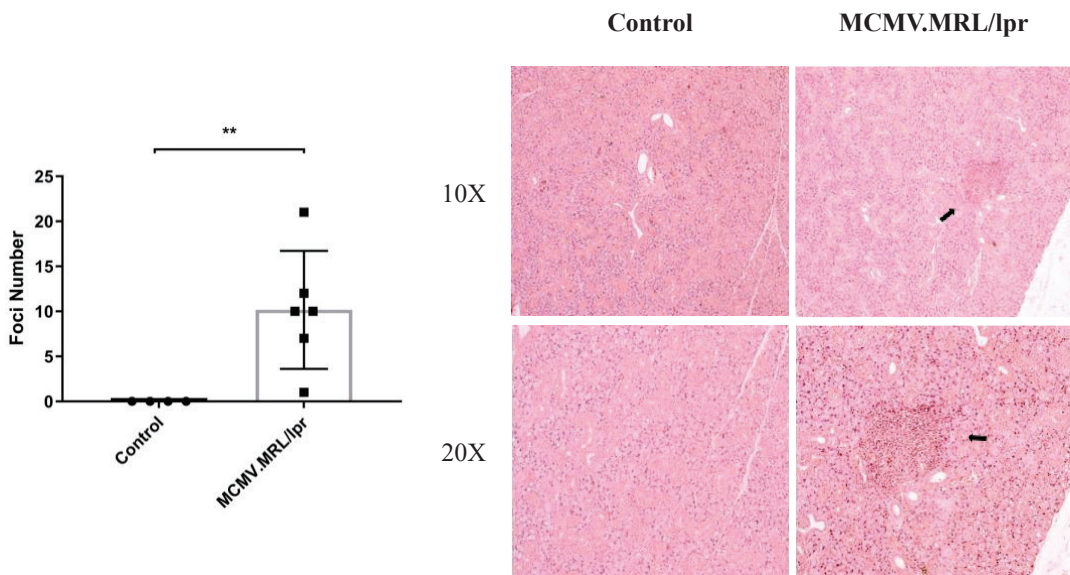 Control MCMV.MRL/lpr
**
25
20
15
10
5
0
Foci Number
Control
MCMV.MRL/lpr
10X
20X